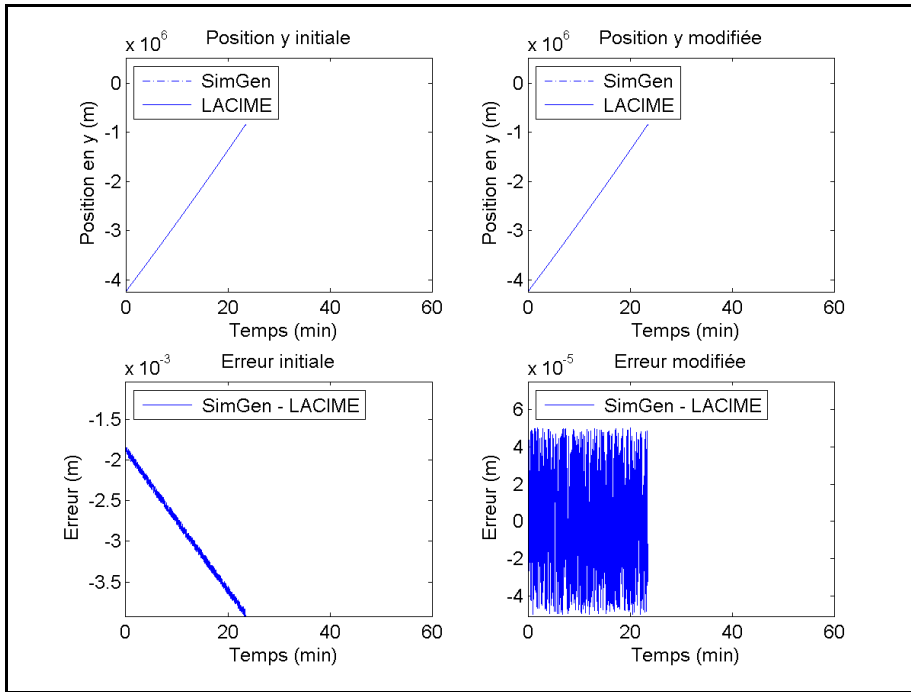 Position y initiale
x 10^6
0
-1
-2
-3
-4
Position en y (m)
SimGen
LACIME
0
20
40
60
Temps (min)
Position y modifiée
x 10^6
0
-1
-2
-3
-4
Position en y (m)
SimGen
LACIME
0
20
40
60
Temps (min)
Erreur initiale
x 10^-3
-1.5
-2
-2.5
-3
-3.5
Erreur (m)
SimGen - LACIME
0
20
40
60
Temps (min)
Erreur modifiée
x 10^-5
6
4
2
0
-2
-4
Erreur (m)
SimGen - LACIME
0
20
40
60
Temps (min)